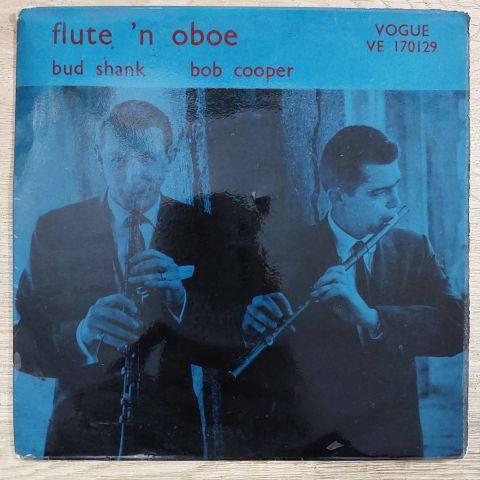 flute 'n oboe
bud shank bob cooper
VOGUE
VE 170129